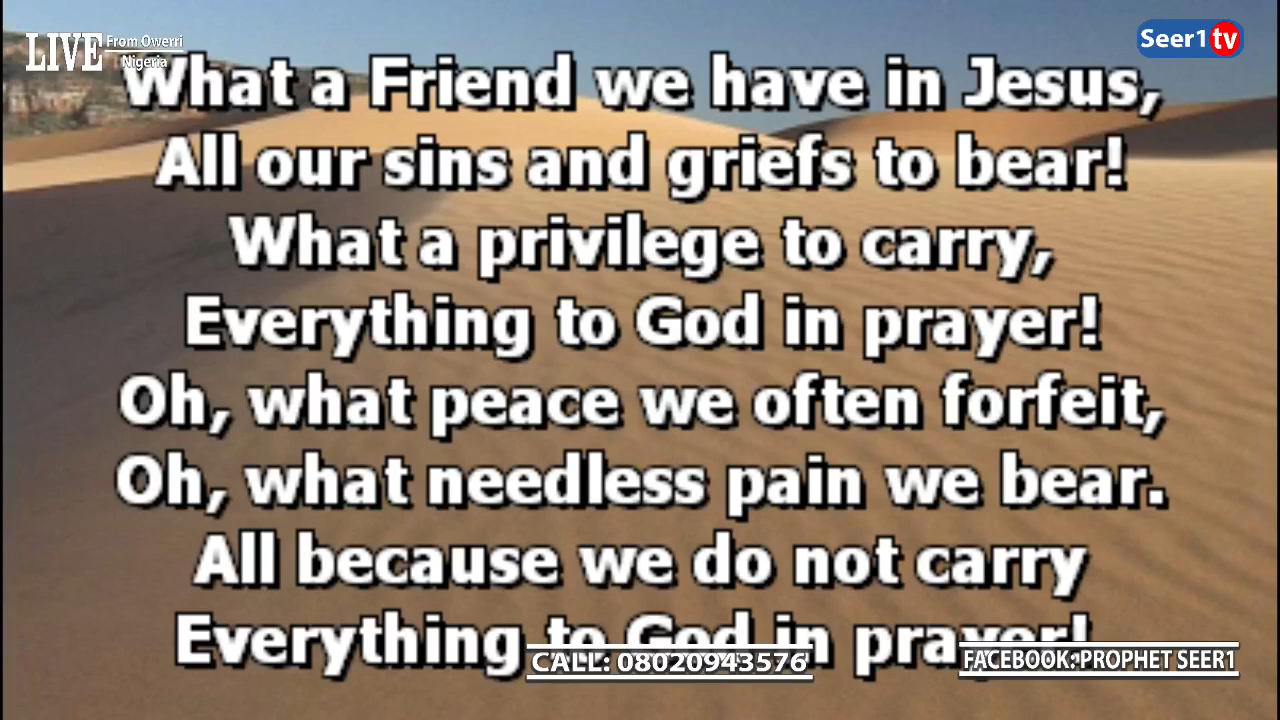 LIVE From Owerri
Nigeria
Seer1 tv
What a Friend we have in Jesus,
All our sins and griefs to bear!
What a privilege to carry,
Everything to God in prayer!
Oh, what peace we often forfeit,
Oh, what needless pain we bear.
All because we do not carry
Everything to God in prayer!
CALL: 08020943576
FACEBOOK: PROPHET SEER1